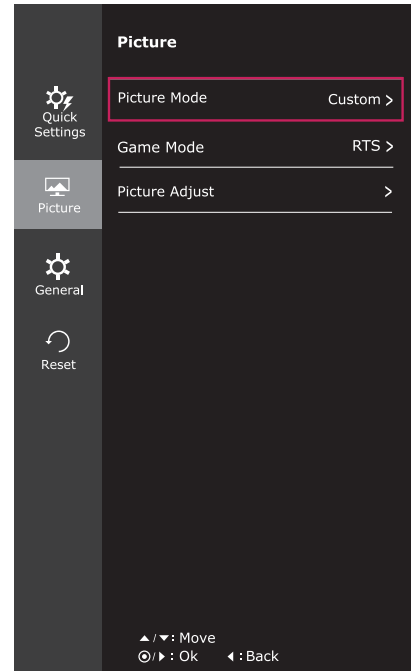 Picture
Quick
Settings
Picture
General
Reset
Picture Mode Custom >
Game Mode RTS >
Picture Adjust >
▲/▼: Move
◉/▶: Ok ◀: Back